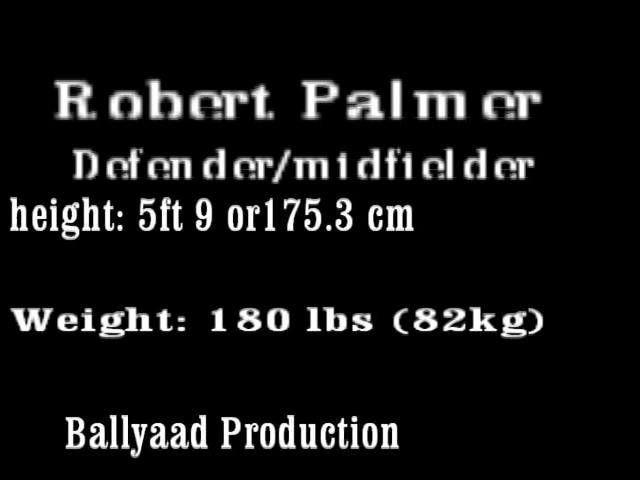 Robert Palmer
Defender/midfielder
height: 5ft 9 or175.3 cm
Weight: 180 lbs (82kg)
Ballyaad Production